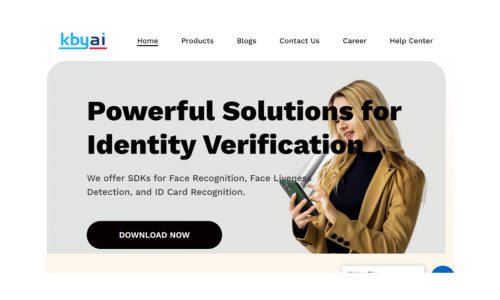 kbyai
Home Products Blogs Contact Us Career Help Center
Powerful Solutions for
Identity Verification
We offer SDKs for Face Recognition, Face Liveness
Detection, and ID Card Recognition.
DOWNLOAD NOW